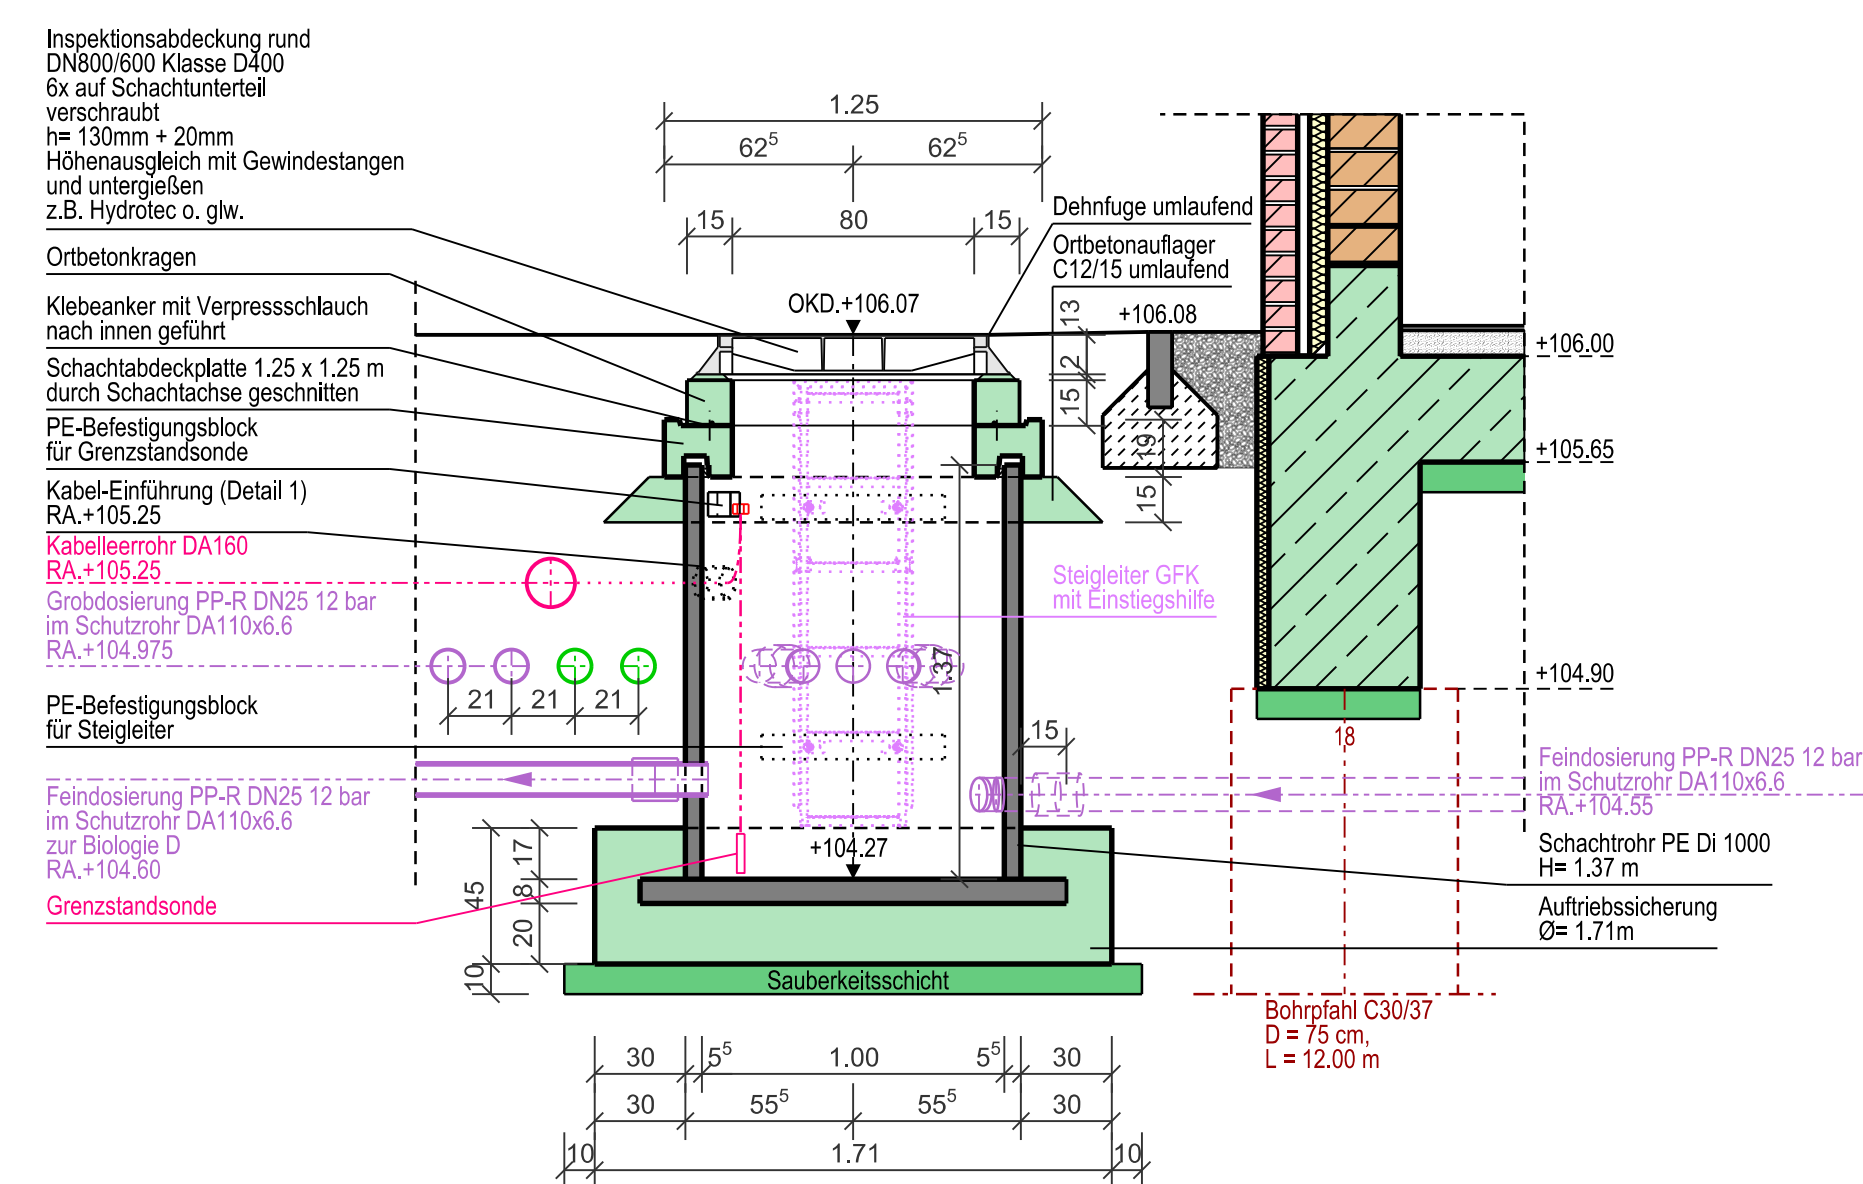 Inspektionsabdeckung rund
DN800/600 Klasse D400
6x auf Schachtunterteil
verschraubt
h= 130mm + 20mm
Höhenausgleich mit Gewindestangen
und untergießen
z.B. Hydrotec o. glw.
Ortbetonkragen
Klebeanker mit Verpressschlauch
nach innen geführt
Schachtabdeckplatte 1.25 x 1.25 m
durch Schachtachse geschnitten
PE-Befestigungsblock
für Grenzstandsonde
Kabel-Einführung (Detail 1)
RA.+105.25
Kabelleerrohr DA160
RA.+105.25
Grobdosierung PP-R DN25 12 bar
im Schutzrohr DA110x6.6
RA.+104.975
21 21 21
PE-Befestigungsblock
für Steigleiter
Feindosierung PP-R DN25 12 bar
im Schutzrohr DA110x6.6
zur Biologie D
RA.+104.60
Grenzstandsonde
1.25
62⁵ 62⁵
15 80 15
OKD.+106.07
Dehnfuge umlaufend
Ortbetonauflager
C12/15 umlaufend
13
2
15
19
15
+106.08
+106.00
+105.65
+104.90
Steigleiter GFK
mit Einstiegshilfe
1.37
15
18
+104.27
Feindosierung PP-R DN25 12 bar
im Schutzrohr DA110x6.6
RA.+104.55
Schachtrohr PE Di 1000
H= 1.37 m
Auftriebssicherung
Ø= 1.71m
17
8
20
45
10
Sauberkeitsschicht
Bohrpfahl C30/37
D = 75 cm,
L = 12.00 m
30 5⁵ 1.00 5⁵ 30
30 55⁵ 55⁵ 30
10 1.71 10